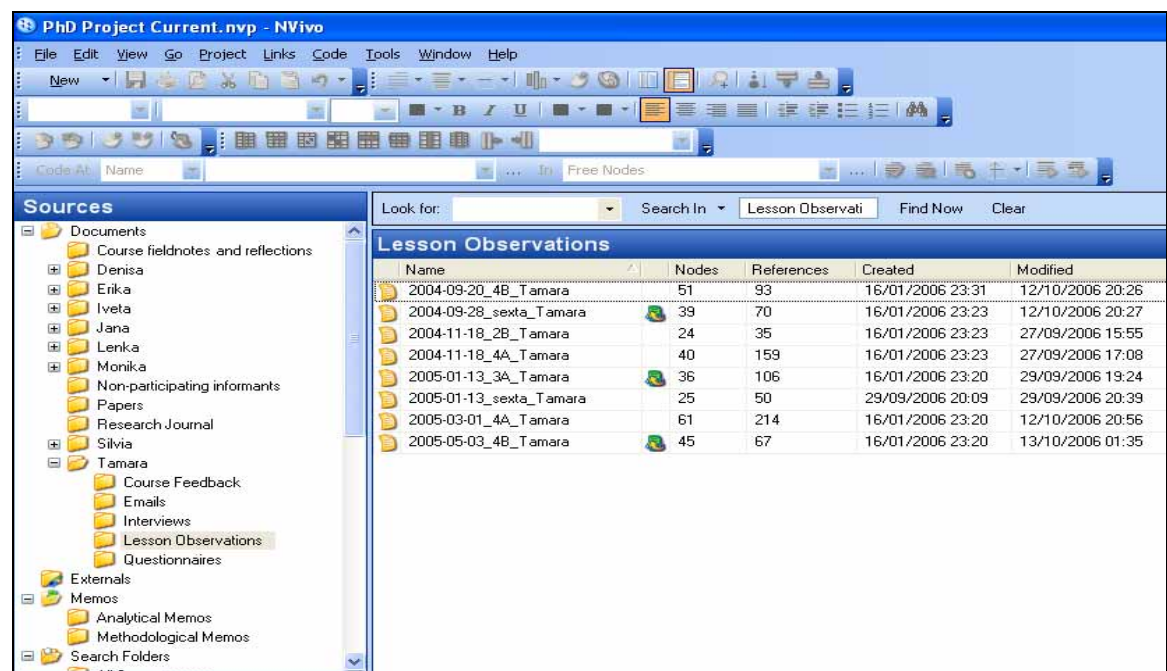 PhD Project Current.nvp - NVivo
File Edit View Go Project Links Code Tools Window Help
New
B I U
Code At Name ... In Free Nodes ...
Sources
Documents
Course fieldnotes and reflections
Denisa
Erika
Iveta
Jana
Lenka
Monika
Non-participating informants
Papers
Research Journal
Silvia
Tamara
Course Feedback
Emails
Interviews
Lesson Observations
Questionnaires
Externals
Memos
Analytical Memos
Methodological Memos
Search Folders
Look for: Search In Lesson Observati Find Now Clear
Lesson Observations
Name Nodes References Created Modified
2004-09-20_4B_Tamara 51 93 16/01/2006 23:31 12/10/2006 20:26
2004-09-28_sexta_Tamara 39 70 16/01/2006 23:23 12/10/2006 20:27
2004-11-18_2B_Tamara 24 35 16/01/2006 23:23 27/09/2006 15:55
2004-11-18_4A_Tamara 40 159 16/01/2006 23:23 27/09/2006 17:08
2005-01-13_3A_Tamara 36 106 16/01/2006 23:20 29/09/2006 19:24
2005-01-13_sexta_Tamara 25 50 29/09/2006 20:09 29/09/2006 20:39
2005-03-01_4A_Tamara 61 214 16/01/2006 23:20 12/10/2006 20:56
2005-05-03_4B_Tamara 45 67 16/01/2006 23:20 13/10/2006 01:35